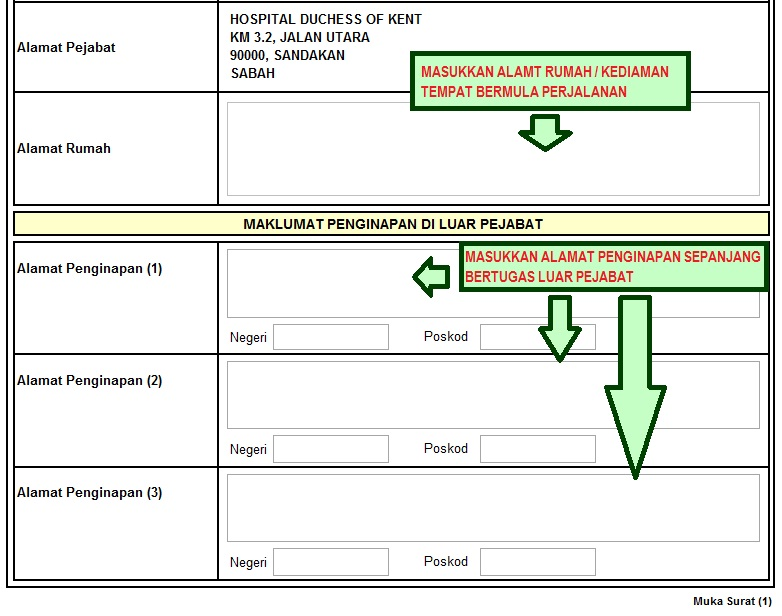 Alamat Pejabat
HOSPITAL DUCHESS OF KENT
KM 3.2, JALAN UTARA
90000, SANDAKAN
SABAH
MASUKKAN ALAMT RUMAH / KEDIAMAN
TEMPAT BERMULA PERJALANAN
Alamat Rumah
MAKLUMAT PENGINAPAN DI LUAR PEJABAT
Alamat Penginapan (1)
MASUKKAN ALAMAT PENGINAPAN SEPANJANG
BERTUGAS LUAR PEJABAT
Negeri Poskod
Alamat Penginapan (2)
Negeri Poskod
Alamat Penginapan (3)
Negeri Poskod
Muka Surat (1)